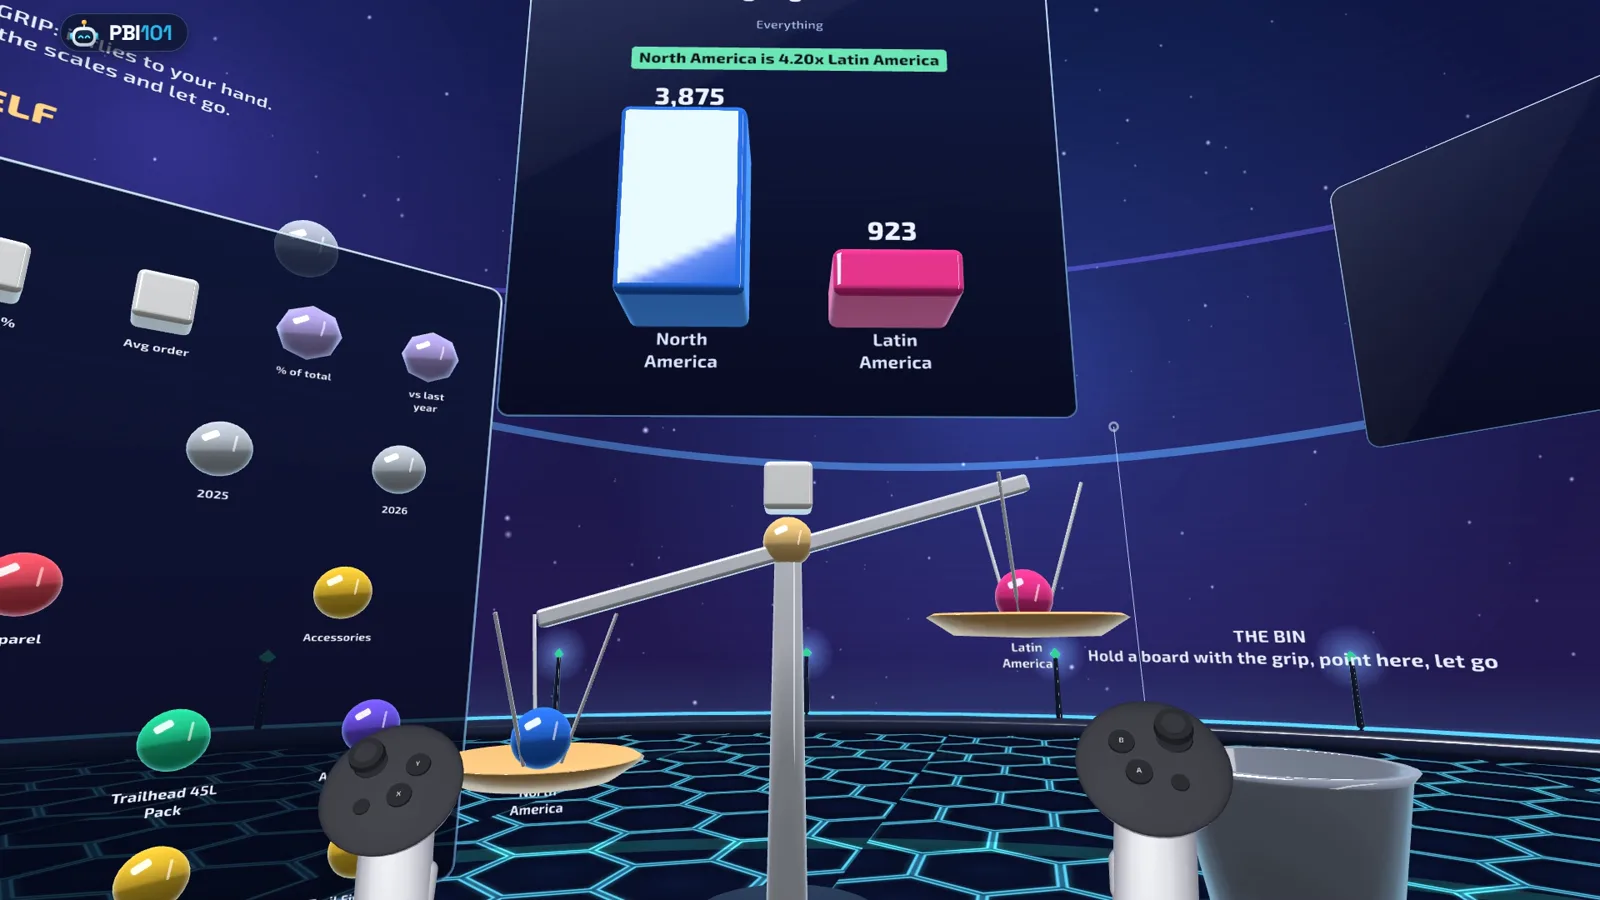 GRIP:
PBI101
lies to your hand.
the scales and let go.
ELF
Everything
North America is 4.20x Latin America
3,875
923
North
America
Latin
America
%
Avg order
% of total
vs last
year
2025
2026
parel
Accessories
Trailhead 45L
Pack
A
North
America
Latin
America
THE BIN
Hold a board with the grip, point here, let go
Y
X
B
A